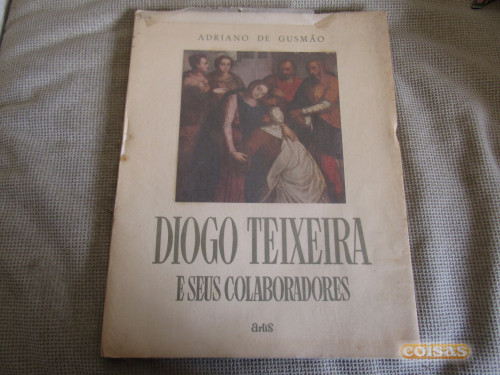 ADRIANO DE GUSMÃO
DIOGO TEIXEIRA
E SEUS COLABORADORES
artis
coisas